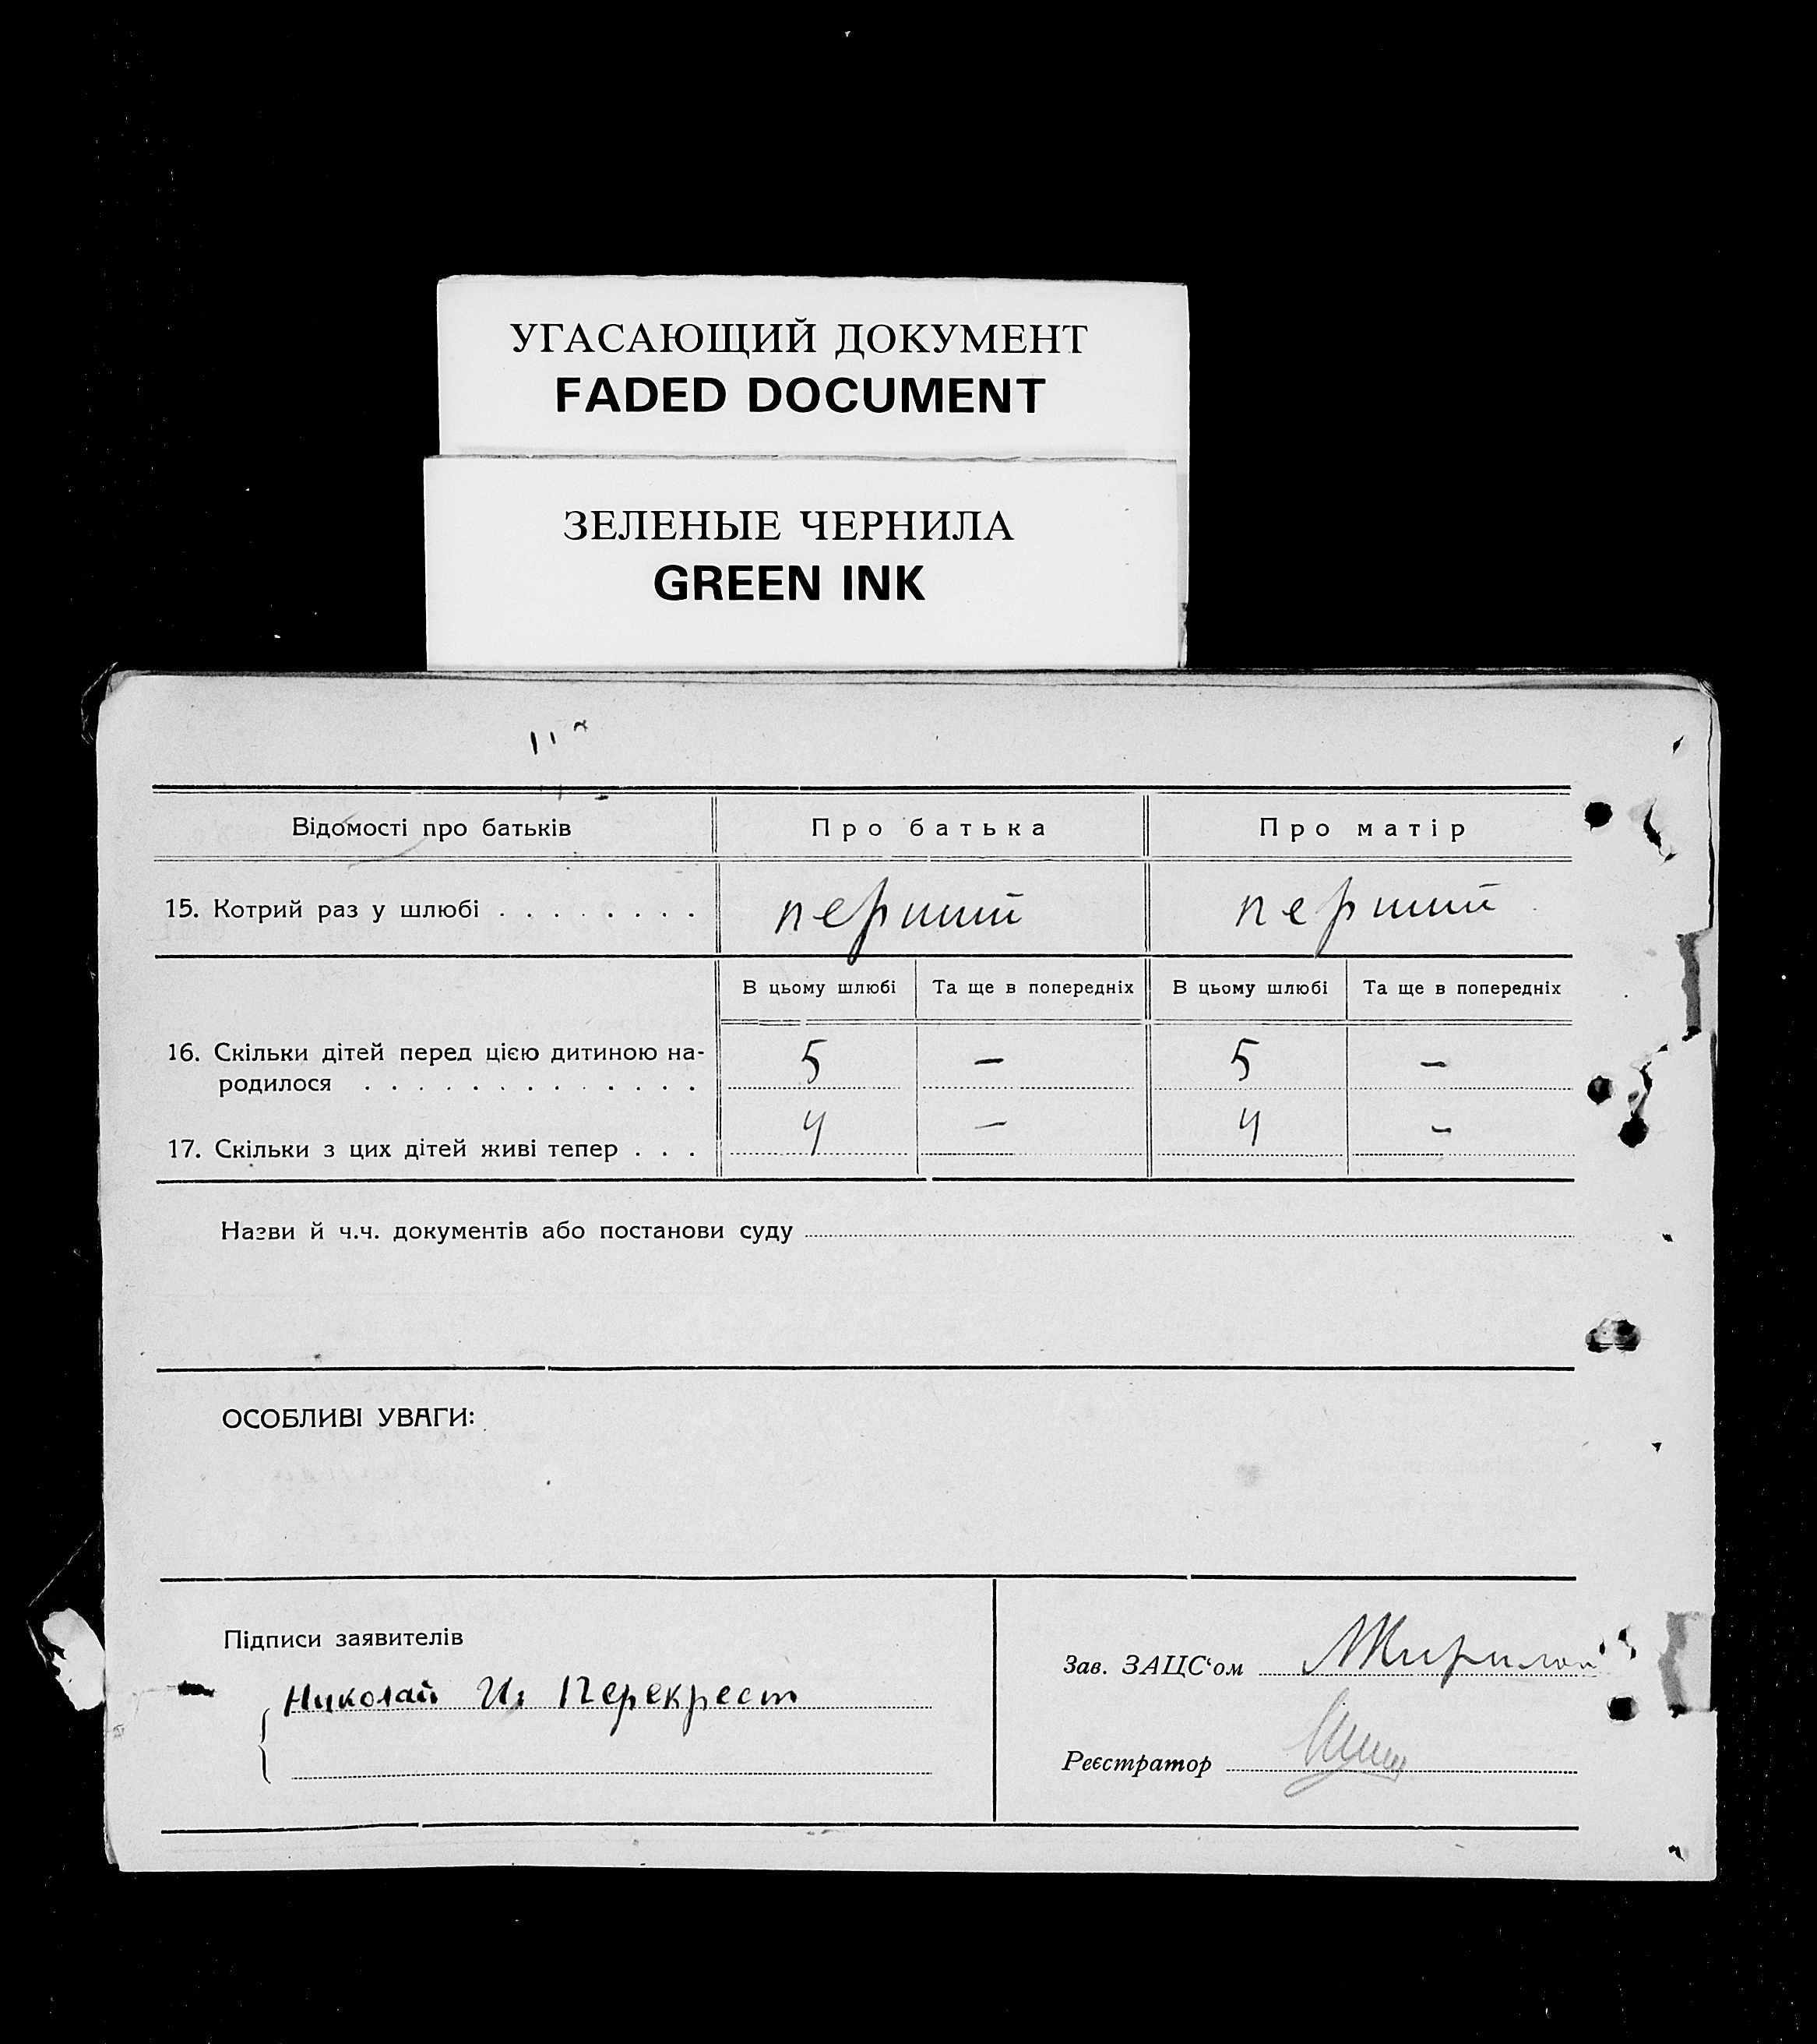 УГАСАЮЩИЙ ДОКУМЕНТ
FADED DOCUMENT
ЗЕЛЕНЫЕ ЧЕРНИЛА
GREEN INK
Відомості про батьків Про батька Про матір
15. Котрий раз у шлюбі . . . . . . . . перший перший
В цьому шлюбі Та ще в попередніх В цьому шлюбі Та ще в попередніх
16. Скільки дітей перед цією дитиною на-
родилося . . . . . . . . . . . . . 5 – 5 –
17. Скільки з цих дітей живі тепер . . . 4 – 4 –
Назви й ч.ч. документів або постанови суду
ОСОБЛИВІ УВАГИ:
Підписи заявителів
Николай И. Перекрест
Зав. ЗАЦС‘ом
Реєстратор